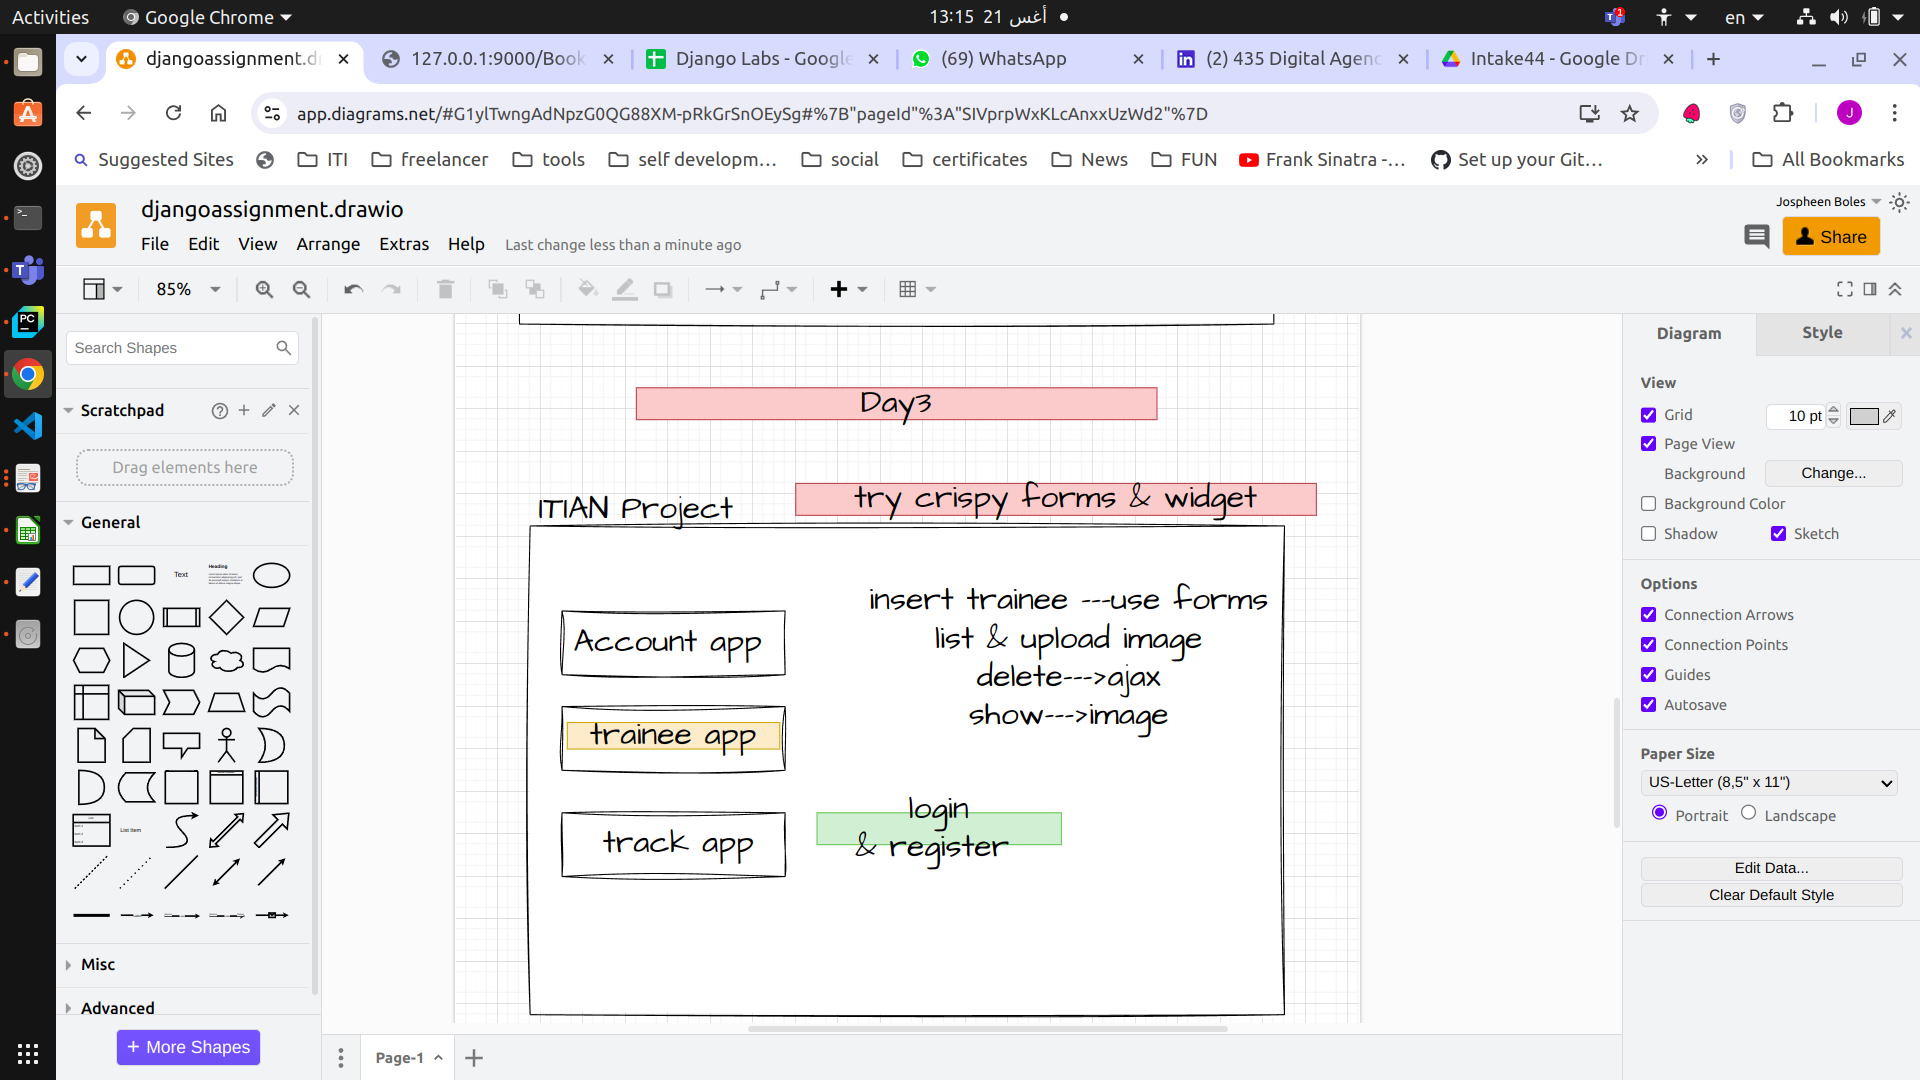 Activities
Google Chrome
13:15 21 أغس
1
en
djangoassignment.dr
127.0.0.1:9000/Book
Django Labs - Google
(69) WhatsApp
(2) 435 Digital Agenc
Intake44 - Google Dr
app.diagrams.net/#G1ylTwngAdNpzG0QG88XM-pRkGrSnOEySg#%7B"pageId"%3A"SIVprpWxKLcAnxxUzWd2"%7D
J
Suggested Sites
ITI
freelancer
tools
self developm...
social
certificates
News
FUN
Frank Sinatra -...
Set up your Git...
»
All Bookmarks
djangoassignment.drawio
Jospheen Boles
File Edit View Arrange Extras Help Last change less than a minute ago
Share
85%
Search Shapes
Scratchpad
Drag elements here
General
Text
Heading
List
List Item
Misc
Advanced
+ More Shapes
Day3
try crispy forms & widget
ITIAN Project
insert trainee ---use forms
list & upload image
delete--->ajax
show--->image
Account app
trainee app
track app
login
& register
Page-1
Diagram
Style
View
Grid
10 pt
Page View
Background
Change...
Background Color
Shadow
Sketch
Options
Connection Arrows
Connection Points
Guides
Autosave
Paper Size
US-Letter (8,5" x 11")
Portrait
Landscape
Edit Data...
Clear Default Style